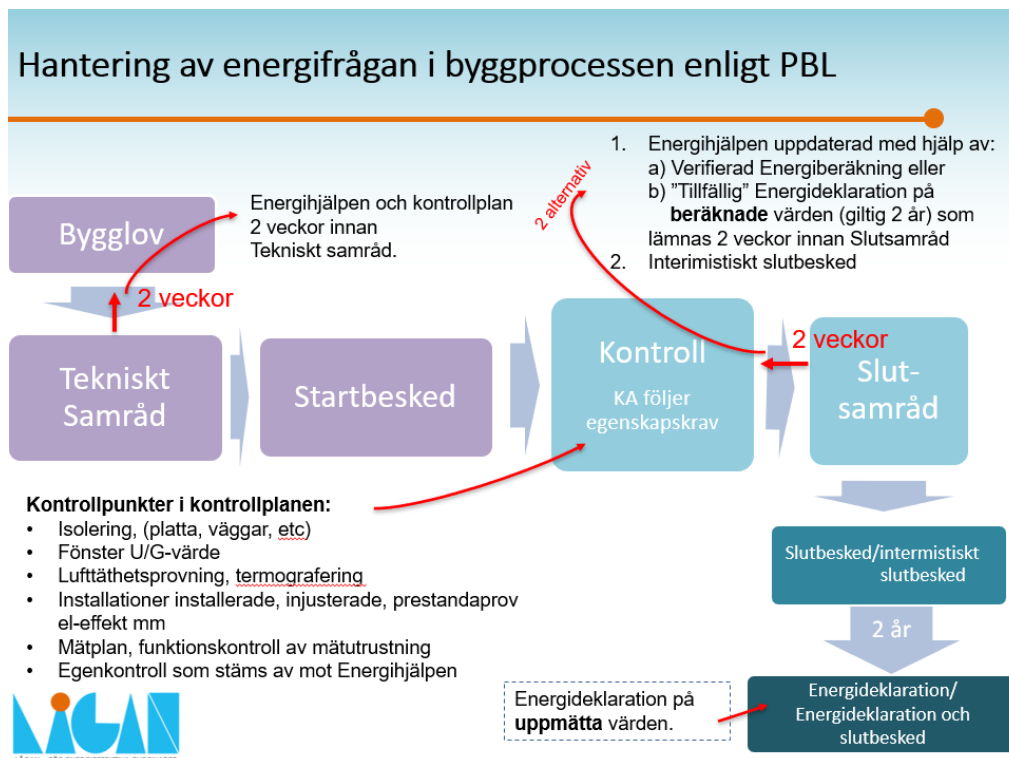 Hantering av energifrågan i byggprocessen enligt PBL
1. Energihjälpen uppdaterad med hjälp av:
a) Verifierad Energiberäkning eller
b) ”Tillfällig” Energideklaration på
beräknade värden (giltig 2 år) som
lämnas 2 veckor innan Slutsamråd
2. Interimistiskt slutbesked
2 alternativ
Bygglov
Energihjälpen och kontrollplan
2 veckor innan
Tekniskt samråd.
2 veckor
Tekniskt
Samråd
Startbesked
Kontroll
KA följer
egenskapskrav
2 veckor
Slut-
samråd
Kontrollpunkter i kontrollplanen:
• Isolering, (platta, väggar, etc)
• Fönster U/G-värde
• Lufttäthetsprovning, termografering
• Installationer installerade, injusterade, prestandaprov
el-effekt mm
• Mätplan, funktionskontroll av mätutrustning
• Egenkontroll som stäms av mot Energihjälpen
Slutbesked/intermistiskt
slutbesked
2 år
Energideklaration på
uppmätta värden.
Energideklaration/
Energideklaration och
slutbesked
LÅGAN